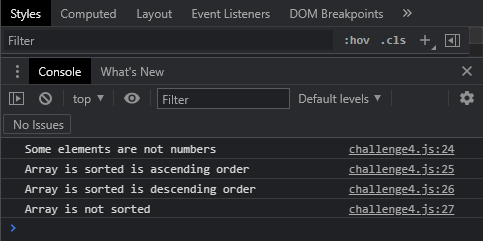 Styles Computed Layout Event Listeners DOM Breakpoints »
Filter :hov .cls +
Console What's New
top Filter Default levels
No Issues
Some elements are not numbers challenge4.js:24
Array is sorted is ascending order challenge4.js:25
Array is sorted is descending order challenge4.js:26
Array is not sorted challenge4.js:27